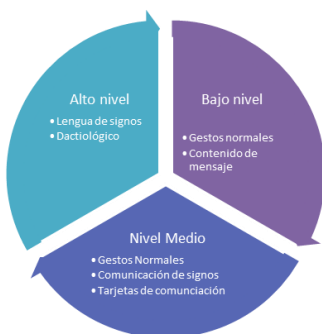 Alto nivel
• Lengua de signos
• Dactiológico
Bajo nivel
• Gestos normales
• Contenido de
mensaje
Nivel Medio
• Gestos Normales
• Comunicación de signos
• Tarjetas de comunciación